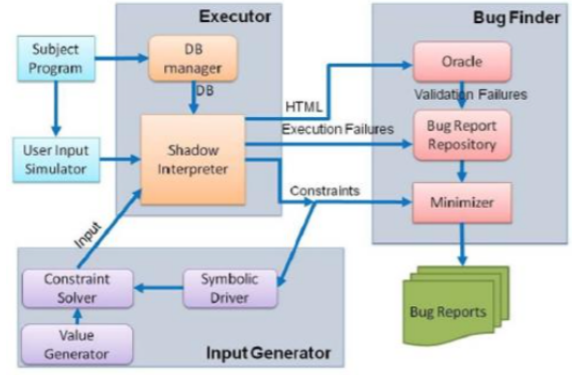 Executor
Bug Finder
Subject
Program
DB
manager
Oracle
DB
Validation Failures
HTML
Execution Failures
Bug Report
Repository
User Input
Simulator
Shadow
Interpreter
Constraints
Minimizer
Input
Constraint
Solver
Symbolic
Driver
Bug Reports
Value
Generator
Input Generator